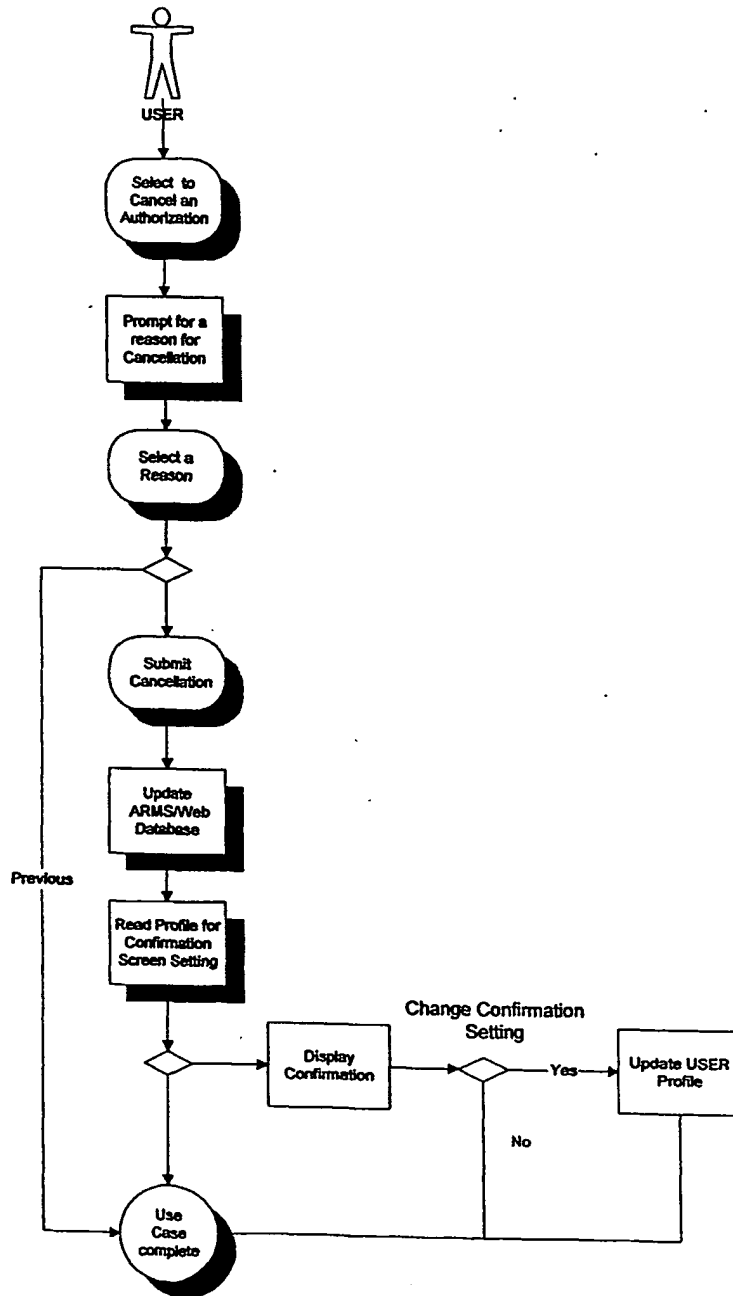 USER
Select to
Cancel an
Authorization
Prompt for a
reason for
Cancellation
Select a
Reason
Submit
Cancellation
Update
ARMS/Web
Database
Previous
Read Profile for
Confirmation
Screen Setting
Change Confirmation
Setting
Display
Confirmation
Yes
Update USER
Profile
No
Use
Case
complete